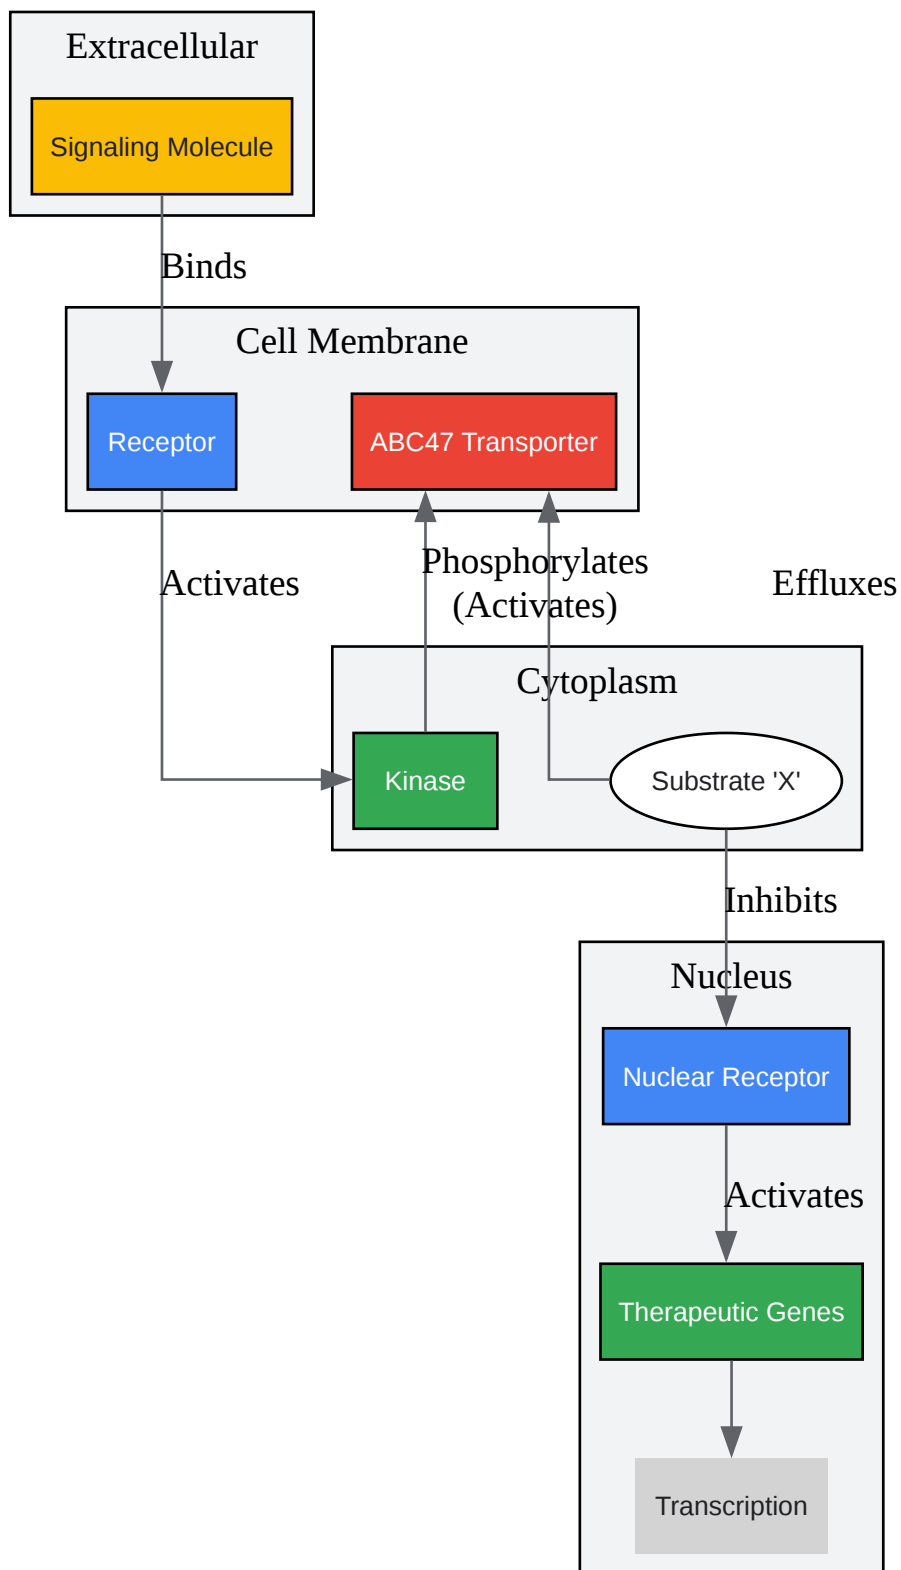 Extracellular
Signaling Molecule
Binds
Cell Membrane
Receptor
ABC47 Transporter
Activates
Phosphorylates
(Activates)
Effluxes
Cytoplasm
Kinase
Substrate 'X'
Inhibits
Nucleus
Nuclear Receptor
Activates
Therapeutic Genes
Transcription